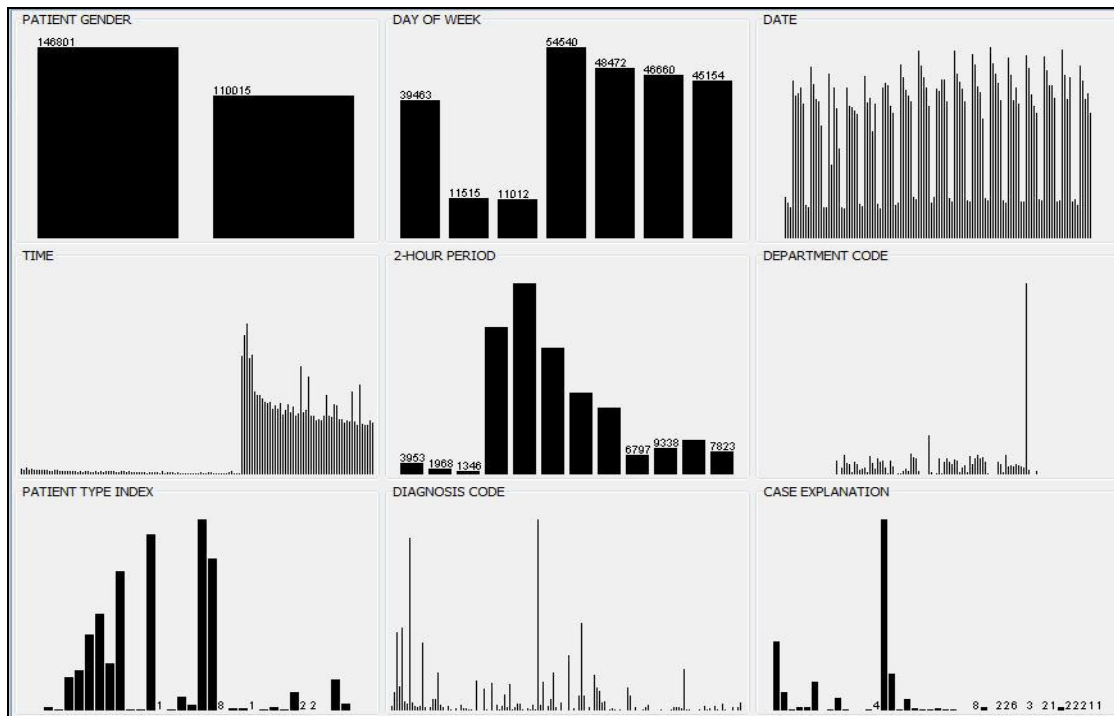 PATIENT GENDER
146801
110015
DAY OF WEEK
39463
11515
11012
54540
48472
46660
45154
DATE
TIME
2-HOUR PERIOD
3953
1968
1346
6797
9338
7823
DEPARTMENT CODE
PATIENT TYPE INDEX
1 8 1 2 2
DIAGNOSIS CODE
CASE EXPLANATION
4 8 226 3 21 22211